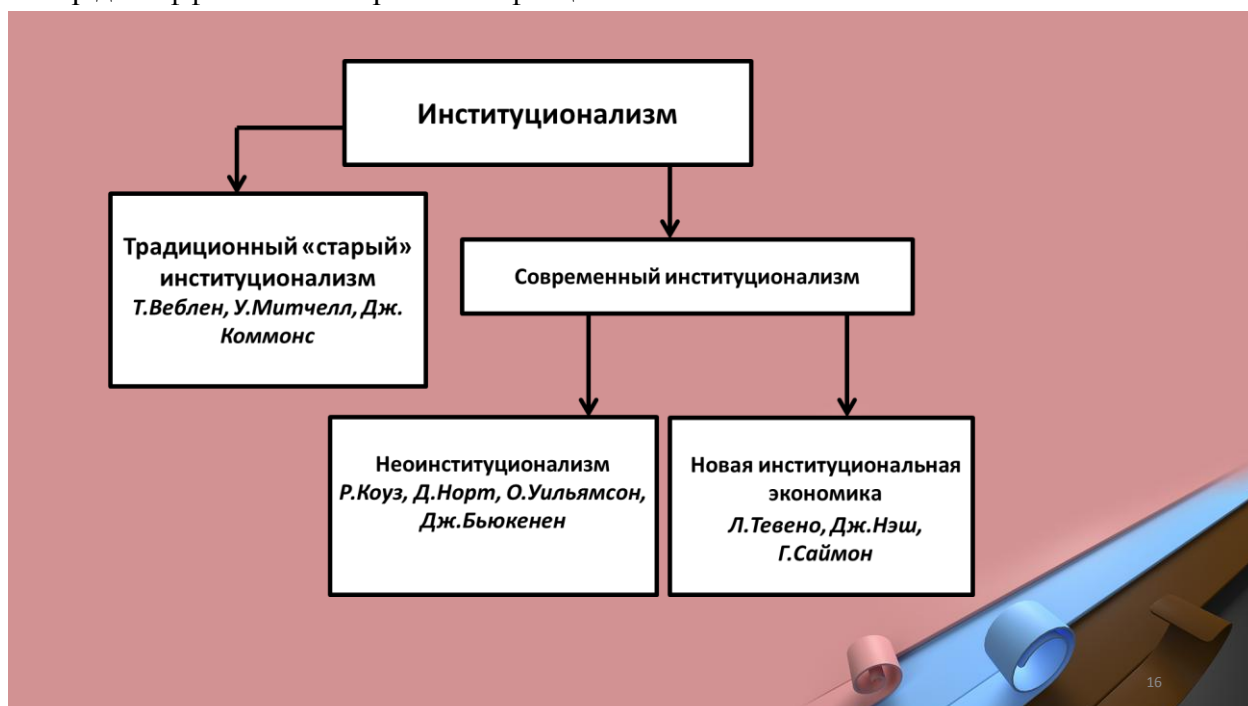 Институционализм
Традиционный «старый»
институционализм
Т.Веблен, У.Митчелл, Дж.
Коммонс
Современный институционализм
Неоинституционализм
Р.Коуз, Д.Норт, О.Уильямсон,
Дж.Бьюкенен
Новая институциональная
экономика
Л.Тевено, Дж.Нэш,
Г.Саймон
16